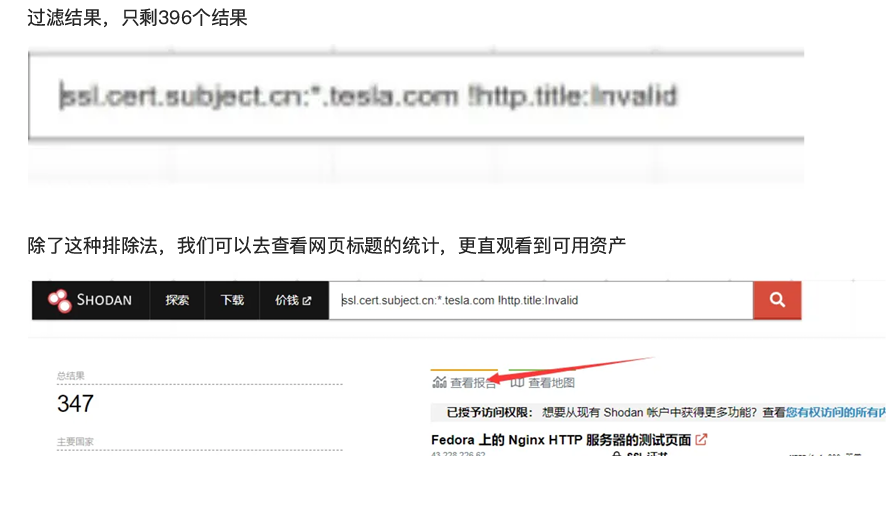 过滤结果，只剩396个结果
ssl.cert.subject.cn:*.tesla.com !http.title:Invalid
除了这种排除法，我们可以去查看网页标题的统计，更直观看到可用资产
SHODAN 探索 下载 价钱 ssl.cert.subject.cn:*.tesla.com !http.title:Invalid
总结果
347
主要国家
查看报告 查看地图
已授予访问权限： 想要从现有 Shodan 帐户中获得更多功能？查看您有权访问的所有内
Fedora 上的 Nginx HTTP 服务器的测试页面
SSL 证书